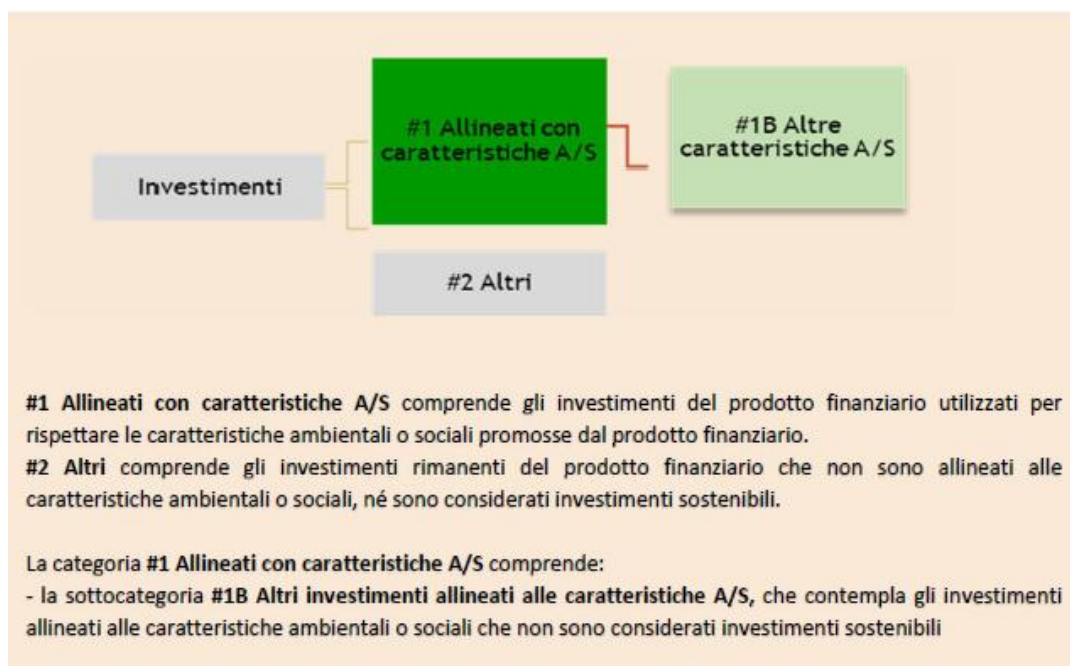 #1 Allineati con
caratteristiche A/S
#1B Altre
caratteristiche A/S
Investimenti
#2 Altri
#1 Allineati con caratteristiche A/S comprende gli investimenti del prodotto finanziario utilizzati per
rispettare le caratteristiche ambientali o sociali promosse dal prodotto finanziario.
#2 Altri comprende gli investimenti rimanenti del prodotto finanziario che non sono allineati alle
caratteristiche ambientali o sociali, né sono considerati investimenti sostenibili.
La categoria #1 Allineati con caratteristiche A/S comprende:
- la sottocategoria #1B Altri investimenti allineati alle caratteristiche A/S, che contempla gli investimenti
allineati alle caratteristiche ambientali o sociali che non sono considerati investimenti sostenibili